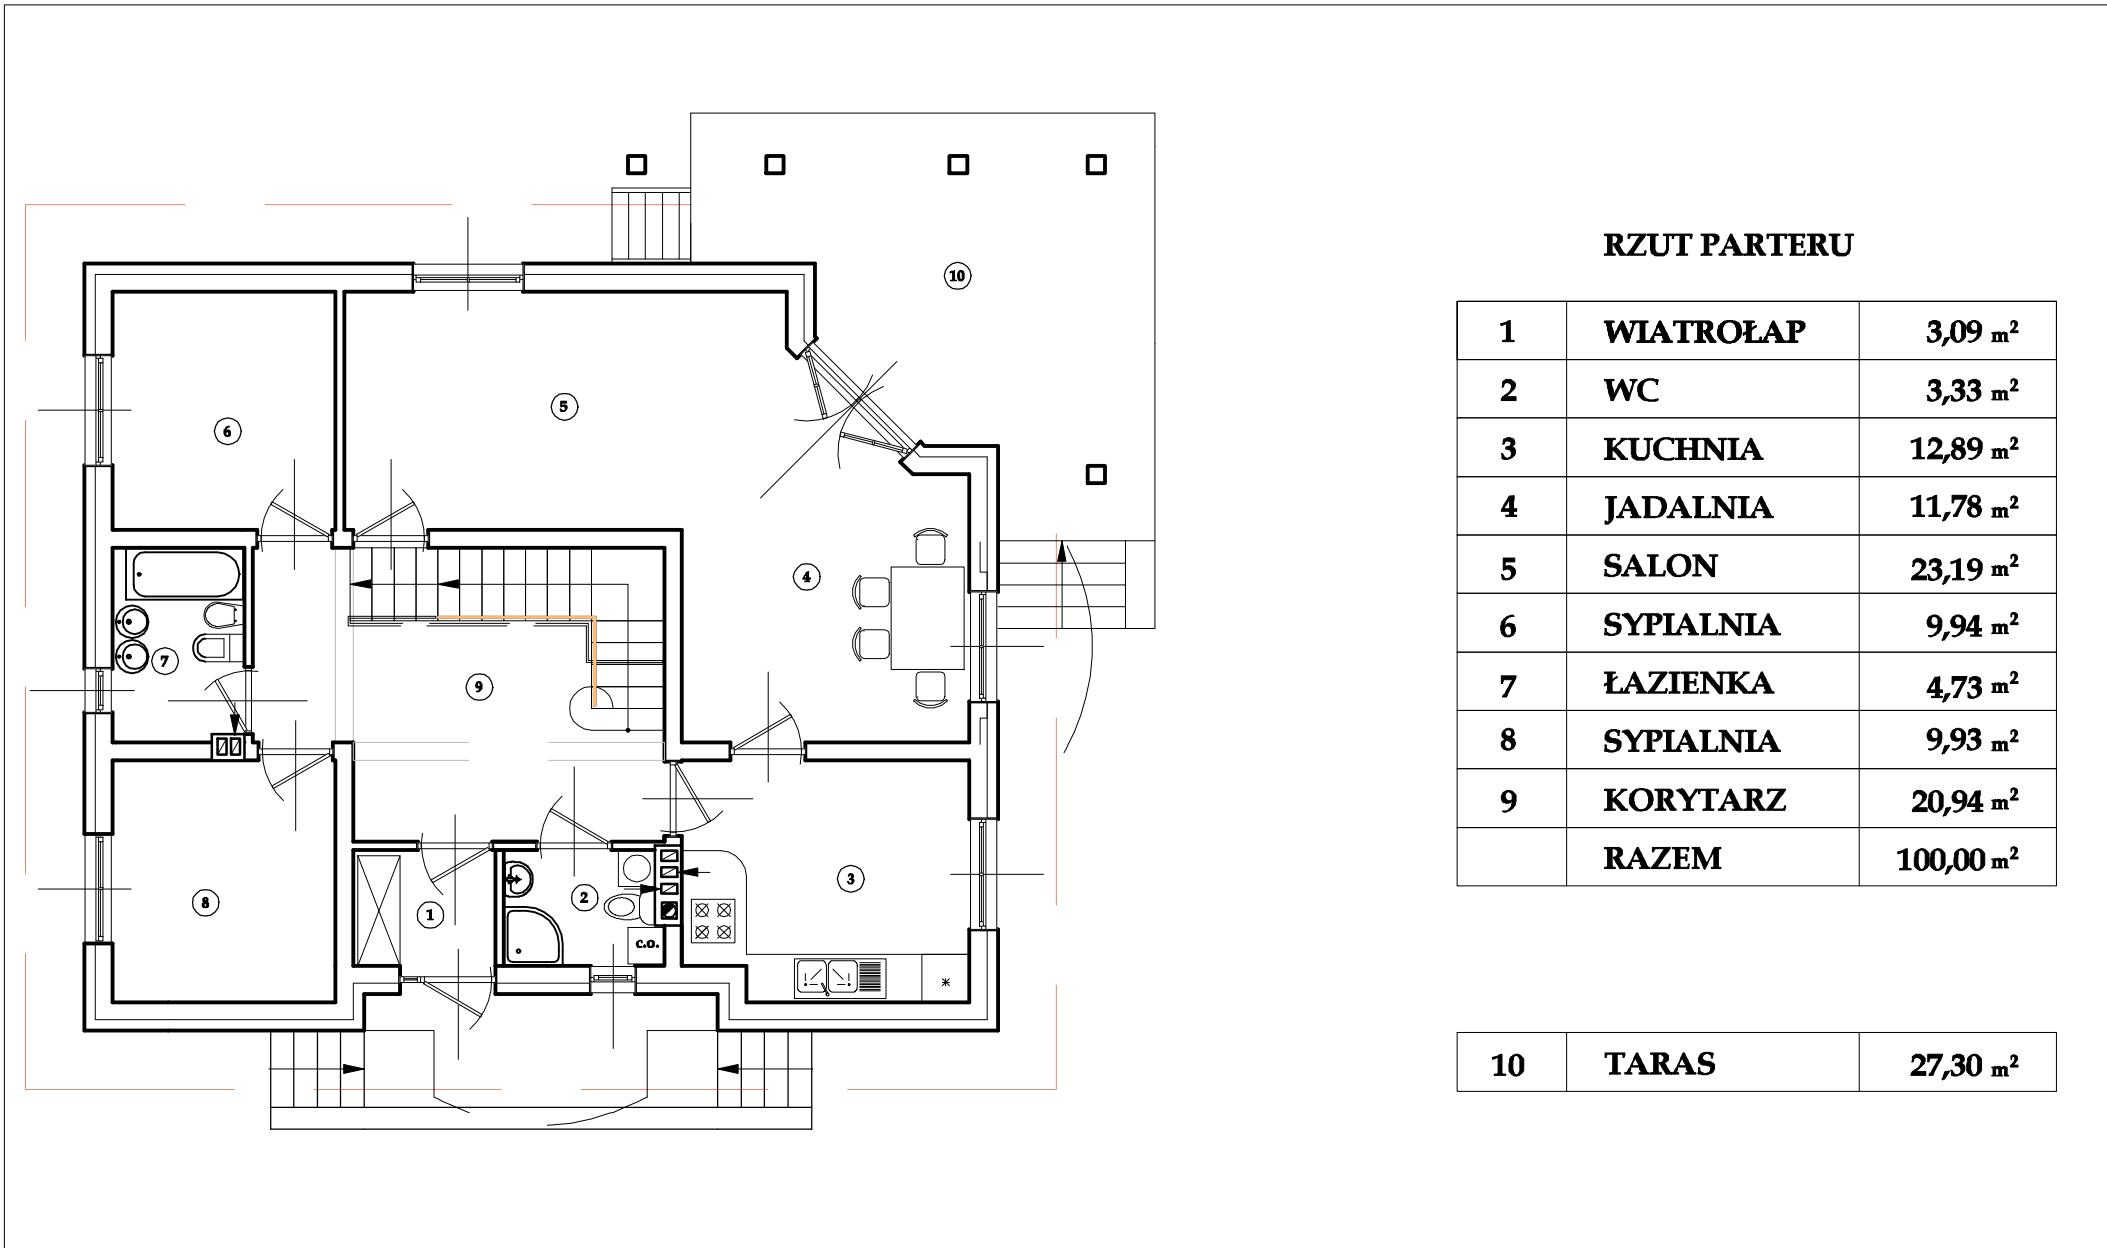 10
5
6
4
7
9
3
8
2
1
C.O.
RZUT PARTERU
1 WIATROŁAP 3,09 m²
2 WC 3,33 m²
3 KUCHNIA 12,89 m²
4 JADALNIA 11,78 m²
5 SALON 23,19 m²
6 SYPIALNIA 9,94 m²
7 ŁAZIENKA 4,73 m²
8 SYPIALNIA 9,93 m²
9 KORYTARZ 20,94 m²
RAZEM 100,00 m²
10 TARAS 27,30 m²